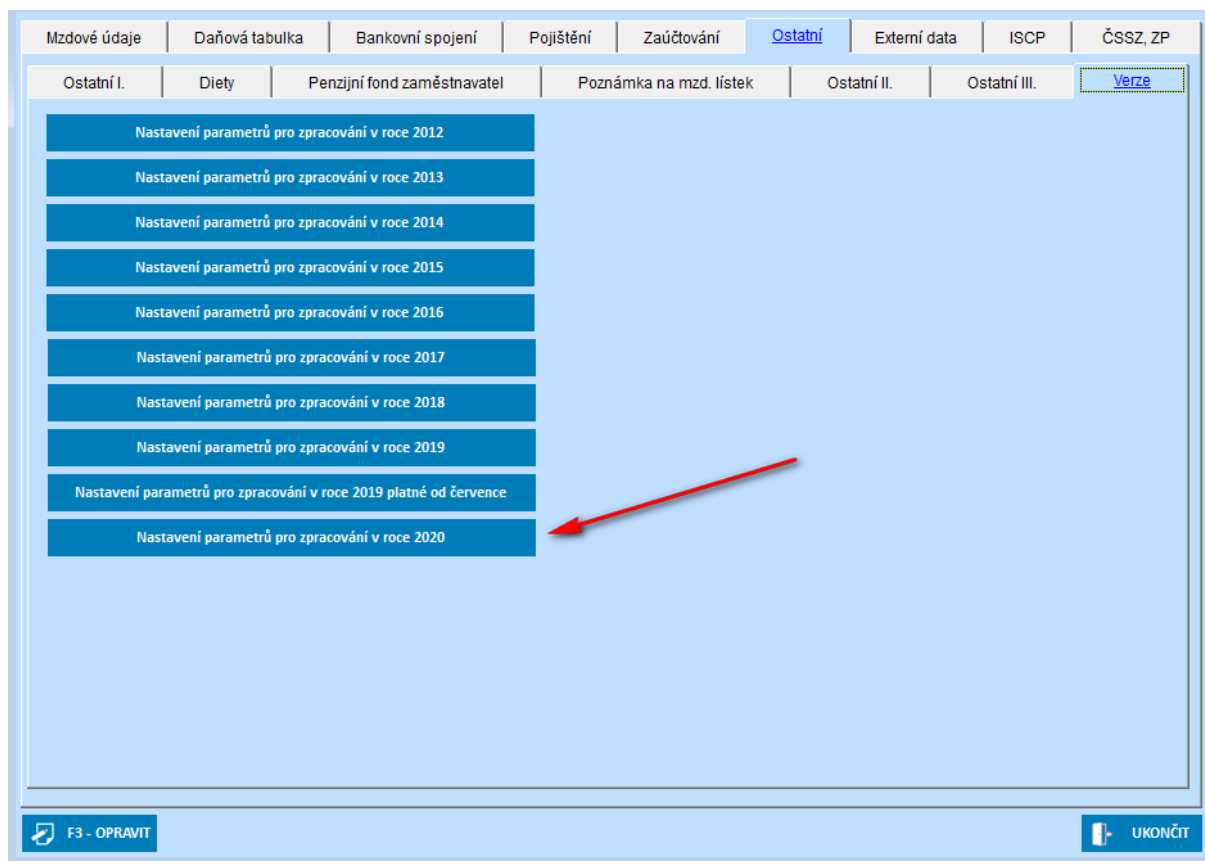 Mzdové údaje Daňová tabulka Bankovní spojení Pojištění Zaúčtování Ostatní Externí data ISCP ČSSZ, ZP
Ostatní I. Diety Penzijní fond zaměstnavatel Poznámka na mzd. lístek Ostatní II. Ostatní III. Verze
Nastavení parametrů pro zpracování v roce 2012
Nastavení parametrů pro zpracování v roce 2013
Nastavení parametrů pro zpracování v roce 2014
Nastavení parametrů pro zpracování v roce 2015
Nastavení parametrů pro zpracování v roce 2016
Nastavení parametrů pro zpracování v roce 2017
Nastavení parametrů pro zpracování v roce 2018
Nastavení parametrů pro zpracování v roce 2019
Nastavení parametrů pro zpracování v roce 2019 platné od července
Nastavení parametrů pro zpracování v roce 2020
F3 - OPRAVIT UKONČIT